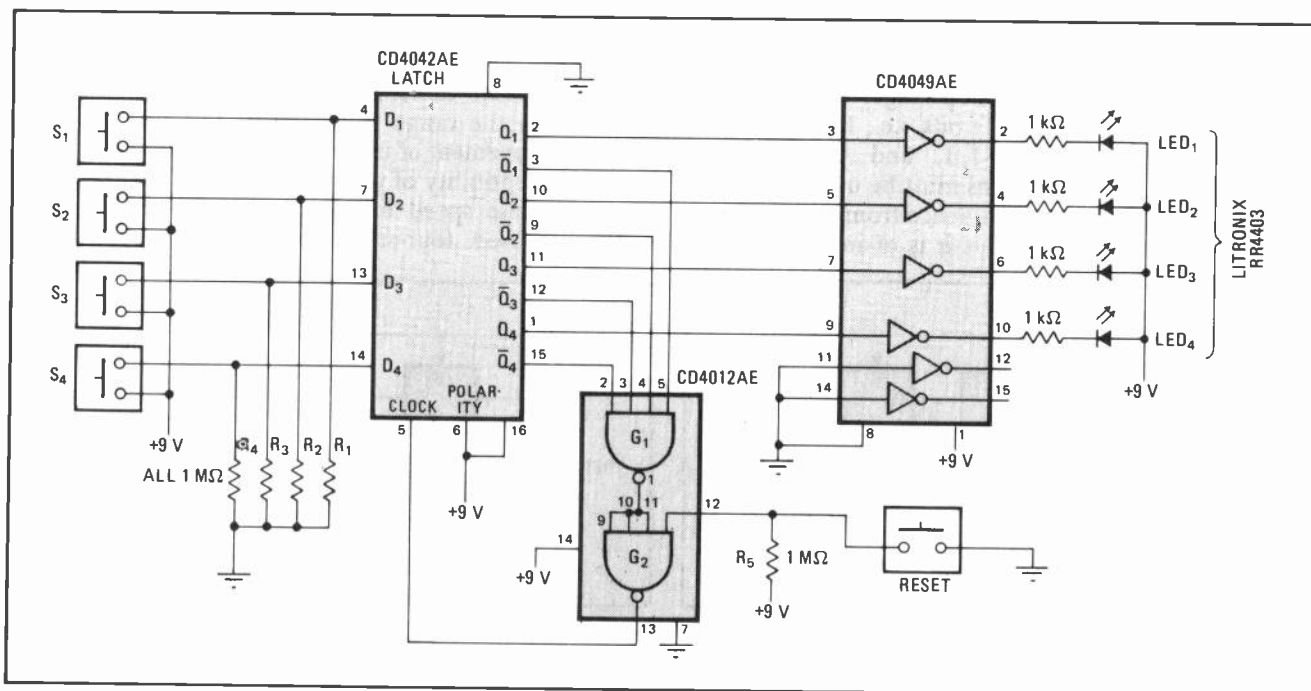 CD4042AE
LATCH
8
CD4049AE
S1
4
D1
Q1
2
3
2
1 kΩ
LED1
Q̅1
3
S2
7
D2
Q2
10
5
4
1 kΩ
LED2
Q̅2
9
S3
13
D3
Q3
11
7
6
1 kΩ
LED3
Q̅3
12
S4
14
D4
Q4
1
9
10
1 kΩ
LED4
Q̅4
15
11
12
14
15
LITRONIX
RR4403
+9 V
CLOCK
POLAR-
ITY
5
6
16
+9 V
8
1
+9 V
+9 V
R4
R3
R2
R1
ALL 1 MΩ
2
3
4
5
CD4012AE
G1
1
9
10
11
12
14
+9 V
G2
R5
1 MΩ
+9 V
RESET
13
7